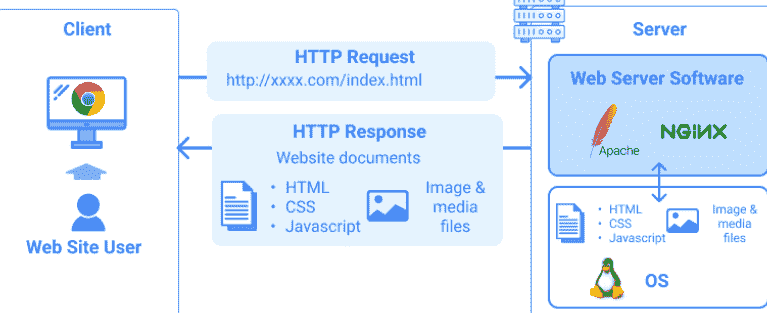 Client
Web Site User
HTTP Request
http://xxxx.com/index.html
HTTP Response
Website documents
• HTML
• CSS
• Javascript
Image &
media
files
Server
Web Server Software
Apache
NGINX
• HTML
• CSS
• Javascript
Image &
media
files
OS